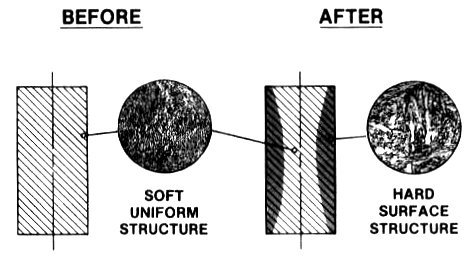 BEFORE
AFTER
SOFT
UNIFORM
STRUCTURE
HARD
SURFACE
STRUCTURE